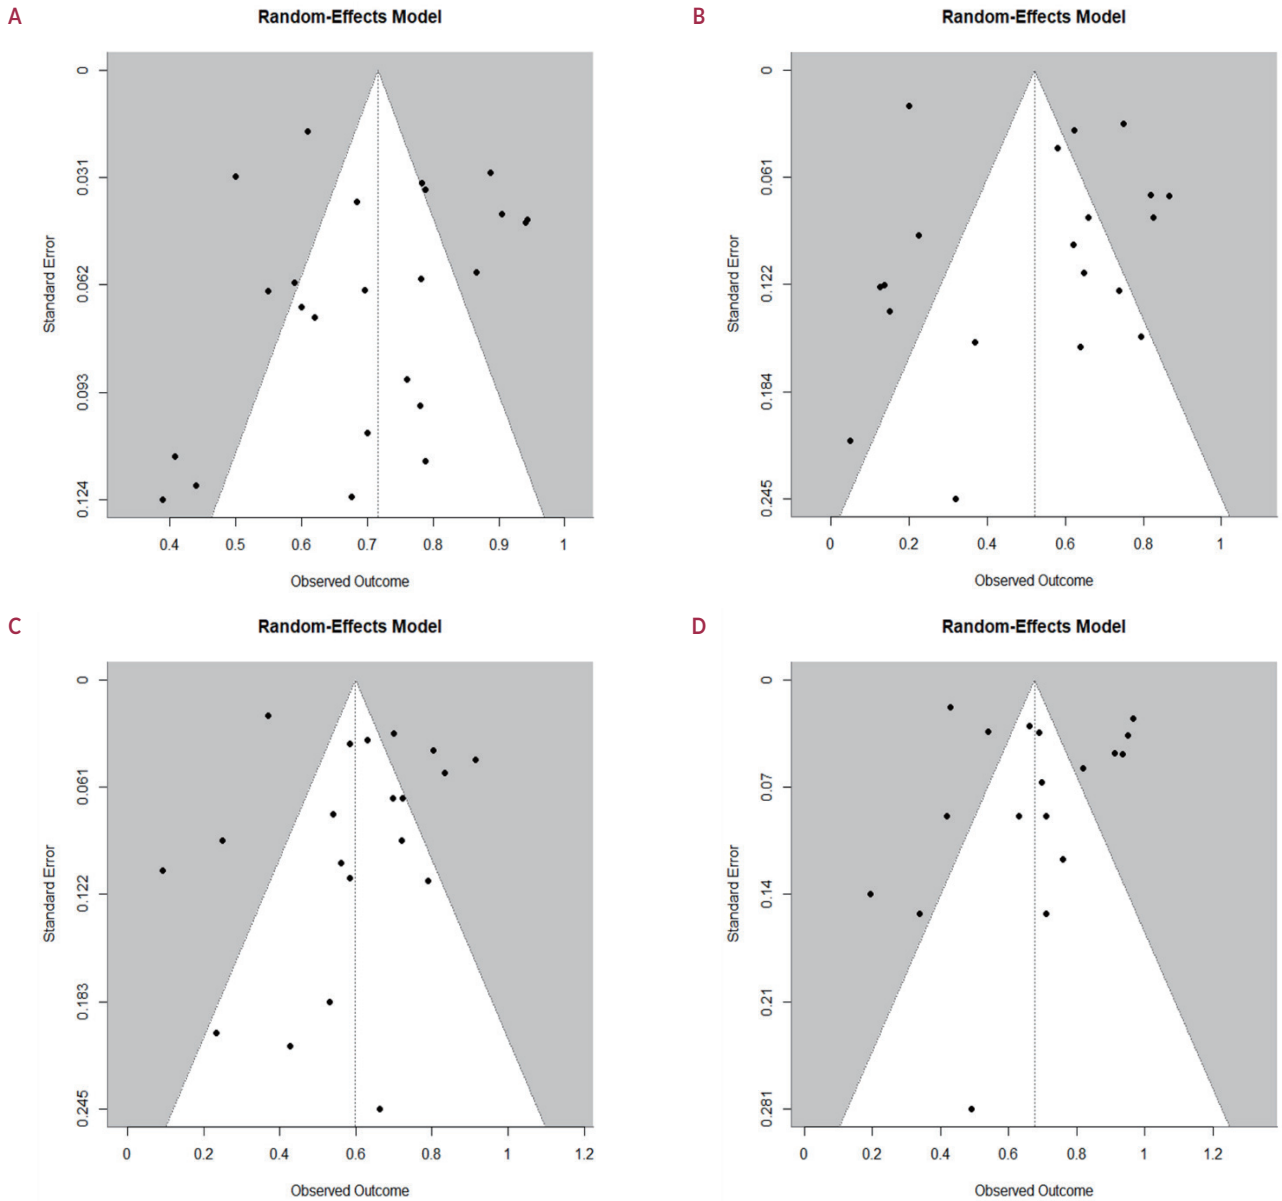 A
Random-Effects Model
Standard Error
0
0.031
0.062
0.093
0.124
0.4 0.5 0.6 0.7 0.8 0.9 1
Observed Outcome
B
Random-Effects Model
Standard Error
0
0.061
0.122
0.184
0.245
0 0.2 0.4 0.6 0.8 1
Observed Outcome
C
Random-Effects Model
Standard Error
0
0.061
0.122
0.183
0.245
0 0.2 0.4 0.6 0.8 1 1.2
Observed Outcome
D
Random-Effects Model
Standard Error
0
0.07
0.14
0.21
0.281
0 0.2 0.4 0.6 0.8 1 1.2
Observed Outcome